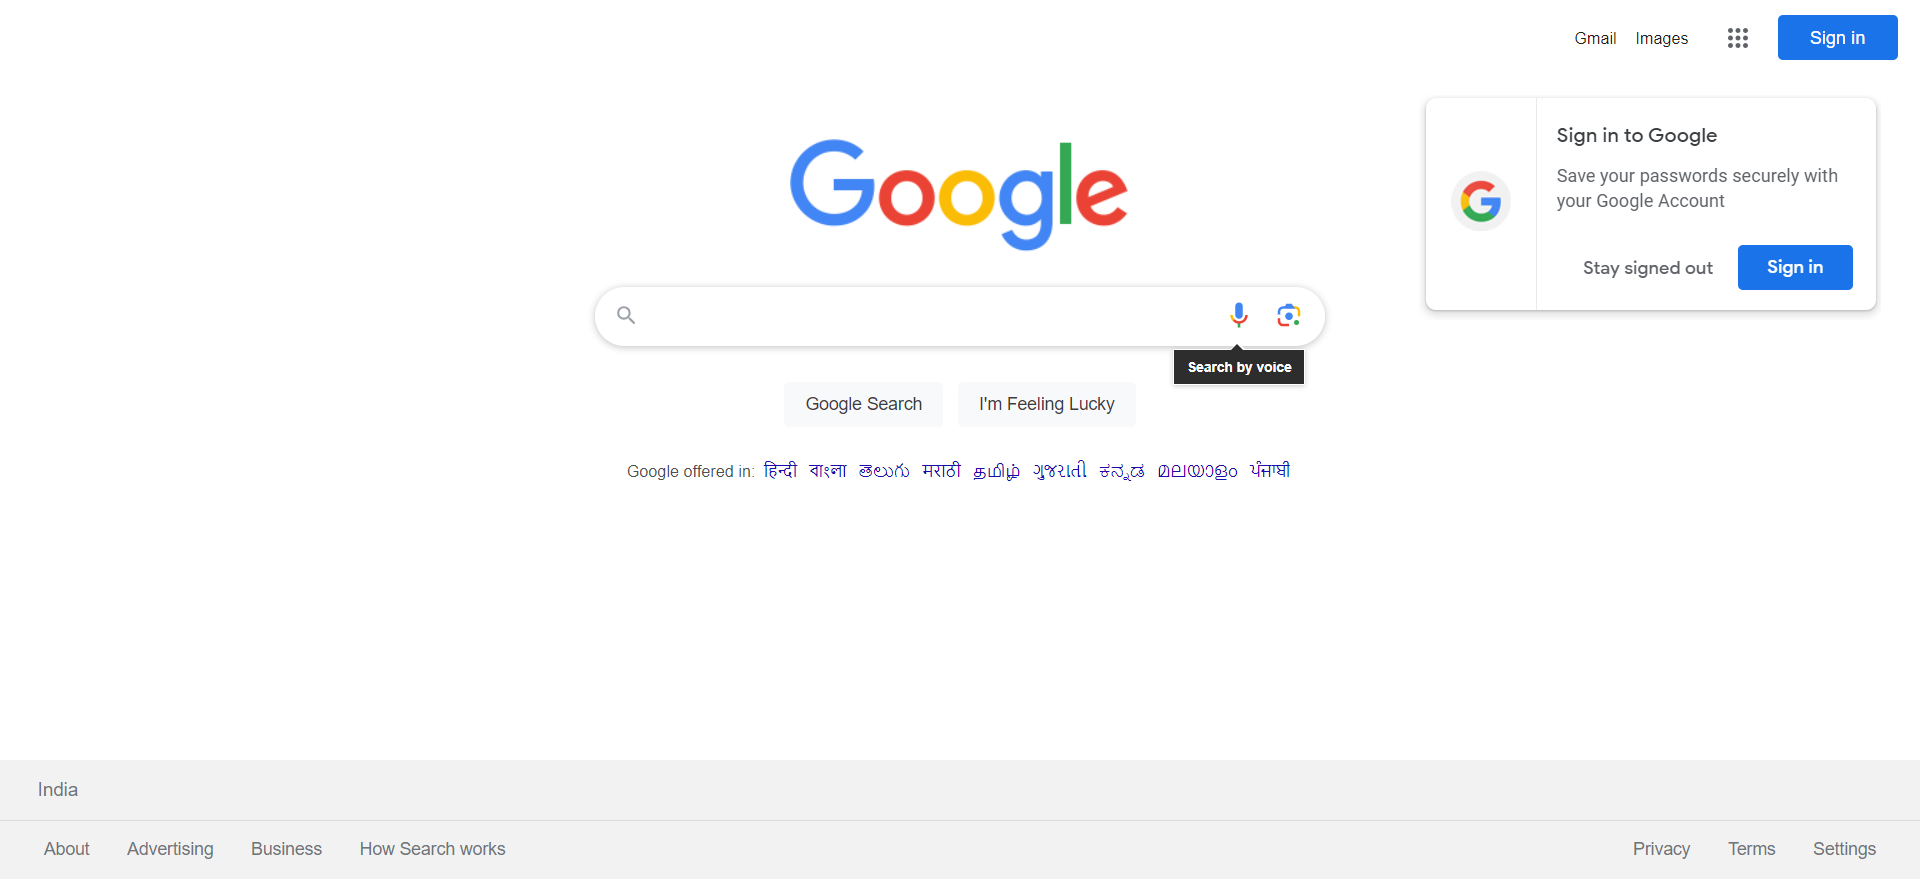 Gmail Images Sign in
Google
Sign in to Google
Save your passwords securely with
your Google Account
Stay signed out Sign in
Search by voice
Google Search I'm Feeling Lucky
Google offered in: हिन्दी বাংলা తెలుగు मराठी தமிழ் ગુજરાતી ಕನ್ನಡ മലയാളം ਪੰਜਾਬੀ
India
About Advertising Business How Search works Privacy Terms Settings